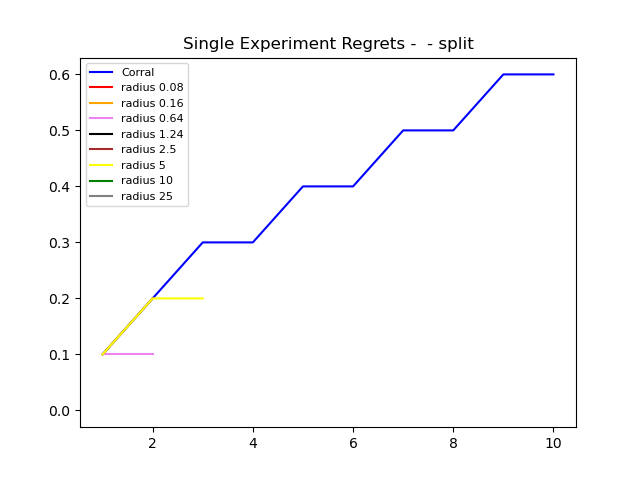 Single Experiment Regrets -  - split
Corral
radius 0.08
radius 0.16
radius 0.64
radius 1.24
radius 2.5
radius 5
radius 10
radius 25
0.6
0.5
0.4
0.3
0.2
0.1
0.0
2 4 6 8 10